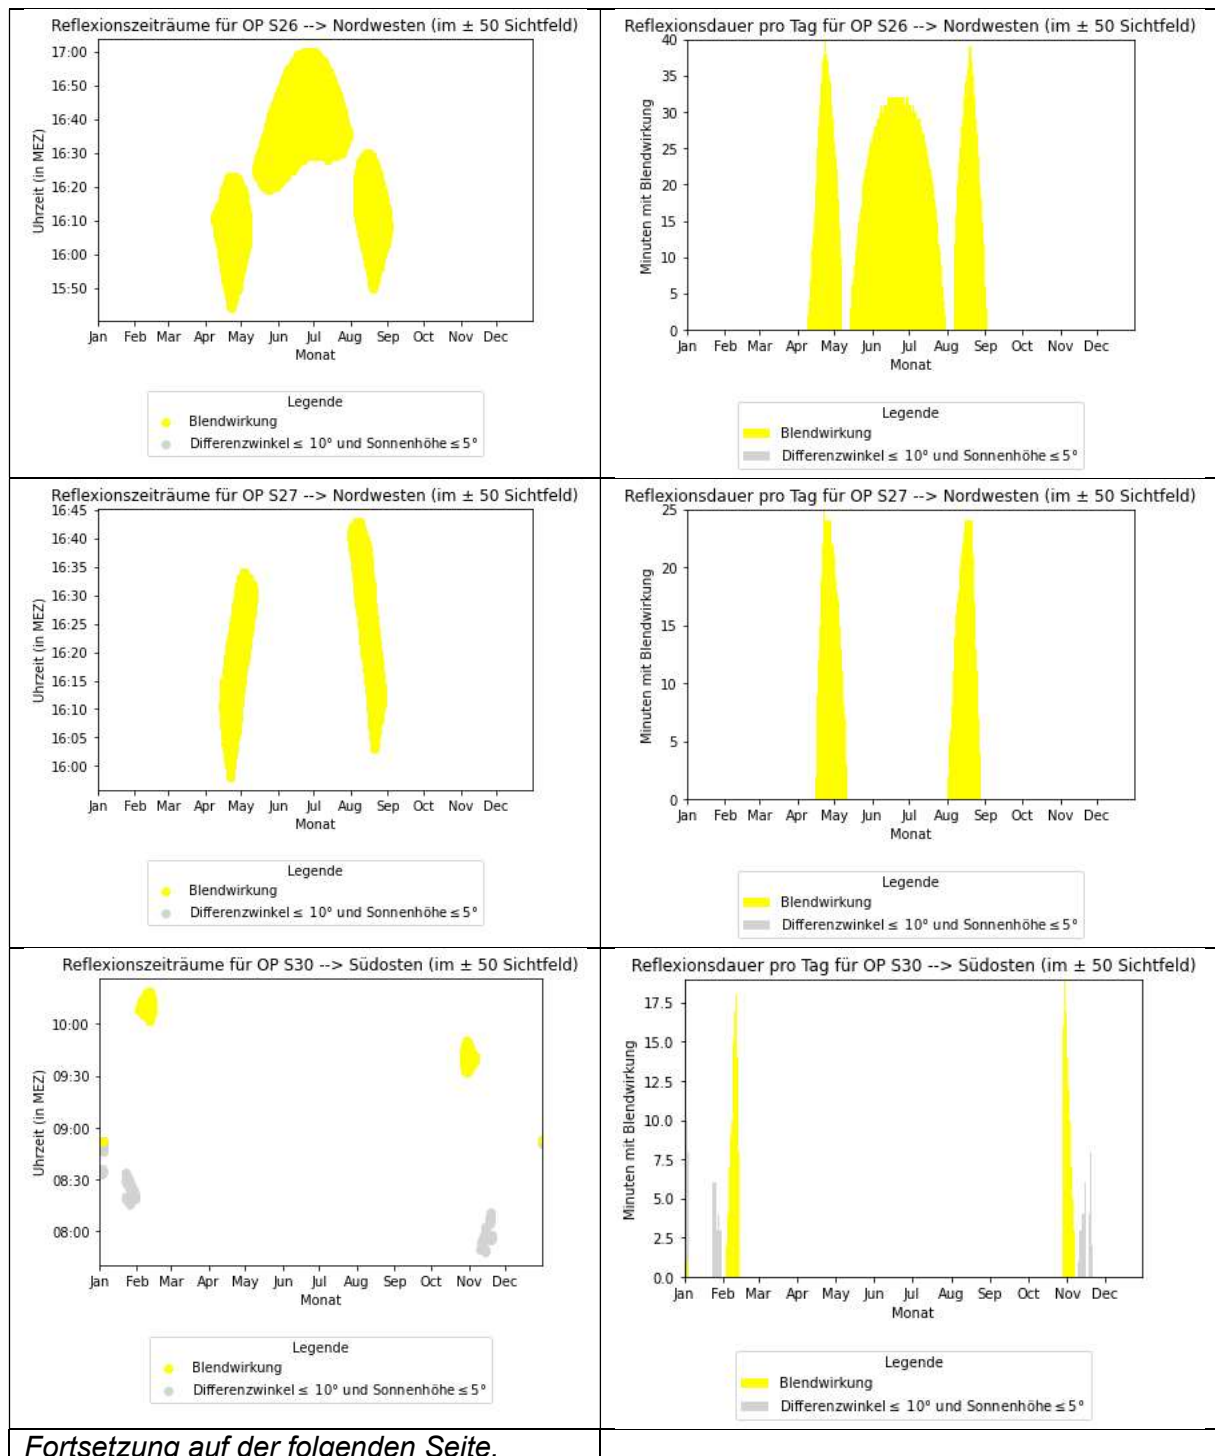 Reflexionszeiträume für OP S26 --> Nordwesten (im ± 50 Sichtfeld)
17:00
16:50
16:40
16:30
16:20
16:10
16:00
15:50
Uhrzeit (in MEZ)
Jan Feb Mar Apr May Jun Jul Aug Sep Oct Nov Dec
Monat
Legende
Blendwirkung
Differenzwinkel ≤ 10° und Sonnenhöhe ≤ 5°
Reflexionsdauer pro Tag für OP S26 --> Nordwesten (im ± 50 Sichtfeld)
40
35
30
25
20
15
10
5
0
Minuten mit Blendwirkung
Jan Feb Mar Apr May Jun Jul Aug Sep Oct Nov Dec
Monat
Legende
Blendwirkung
Differenzwinkel ≤ 10° und Sonnenhöhe ≤ 5°
Reflexionszeiträume für OP S27 --> Nordwesten (im ± 50 Sichtfeld)
16:45
16:40
16:35
16:30
16:25
16:20
16:15
16:10
16:05
16:00
Uhrzeit (in MEZ)
Jan Feb Mar Apr May Jun Jul Aug Sep Oct Nov Dec
Monat
Legende
Blendwirkung
Differenzwinkel ≤ 10° und Sonnenhöhe ≤ 5°
Reflexionsdauer pro Tag für OP S27 --> Nordwesten (im ± 50 Sichtfeld)
25
20
15
10
5
0
Minuten mit Blendwirkung
Jan Feb Mar Apr May Jun Jul Aug Sep Oct Nov Dec
Monat
Legende
Blendwirkung
Differenzwinkel ≤ 10° und Sonnenhöhe ≤ 5°
Reflexionszeiträume für OP S30 --> Südosten (im ± 50 Sichtfeld)
10:00
09:30
09:00
08:30
08:00
Uhrzeit (in MEZ)
Jan Feb Mar Apr May Jun Jul Aug Sep Oct Nov Dec
Monat
Legende
Blendwirkung
Differenzwinkel ≤ 10° und Sonnenhöhe ≤ 5°
Reflexionsdauer pro Tag für OP S30 --> Südosten (im ± 50 Sichtfeld)
17.5
15.0
12.5
10.0
7.5
5.0
2.5
0.0
Minuten mit Blendwirkung
Jan Feb Mar Apr May Jun Jul Aug Sep Oct Nov Dec
Monat
Legende
Blendwirkung
Differenzwinkel ≤ 10° und Sonnenhöhe ≤ 5°
Fortsetzung auf der folgenden Seite.